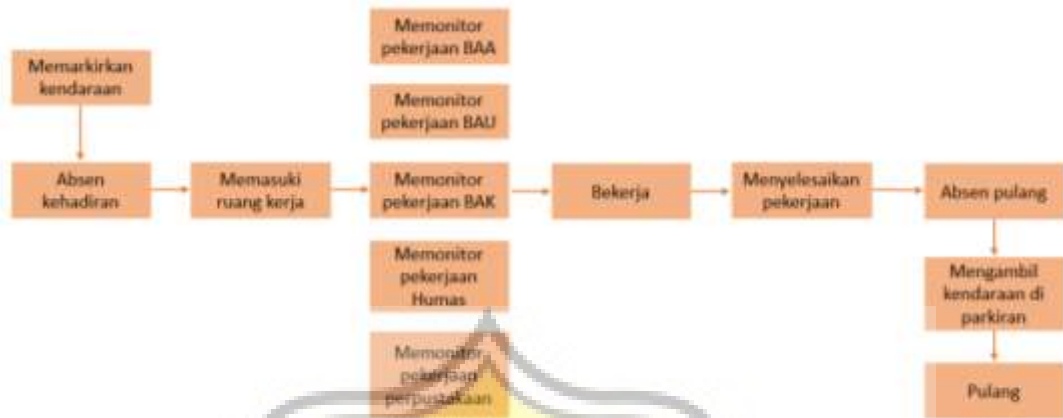 Memarkirkan
kendaraan
Absen
kehadiran
Memasuki
ruang kerja
Memonitor
pekerjaan BAA
Memonitor
pekerjaan BAU
Memonitor
pekerjaan BAK
Memonitor
pekerjaan
Humas
Memonitor
pekerjaan
perpustakaan
Bekerja
Menyelesaikan
pekerjaan
Absen pulang
Mengambil
kendaraan di
parkiran
Pulang